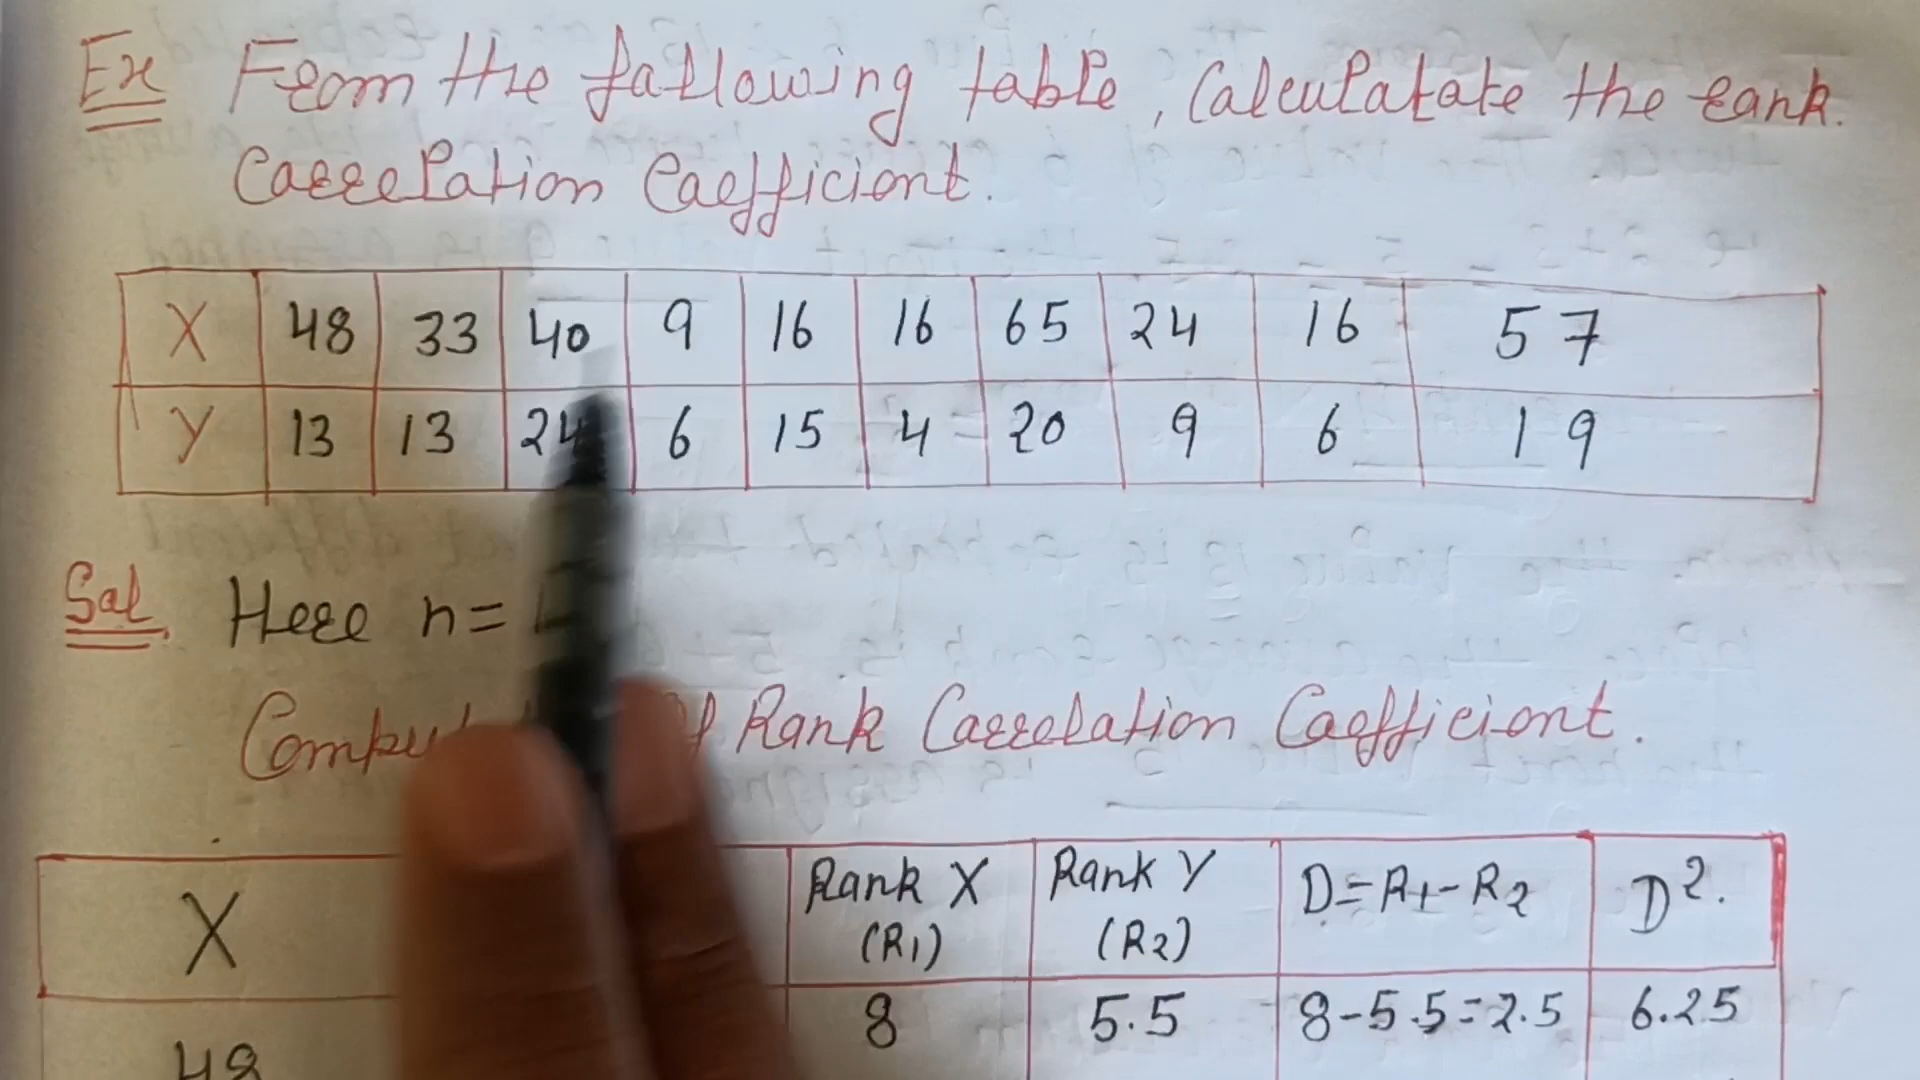 Ex From the following table, Calculatate the rank
Correlation Coefficient.
X 48 33 40 9 16 16 65 24 16 57
Y 13 13 24 6 15 4 20 9 6 19
Sol. Here n=
Rank Correlation Coefficient.
X Rank X (R1) Rank Y (R2) D=R1-R2 D2.
48 8 5.5 8-5.5=2.5 6.25